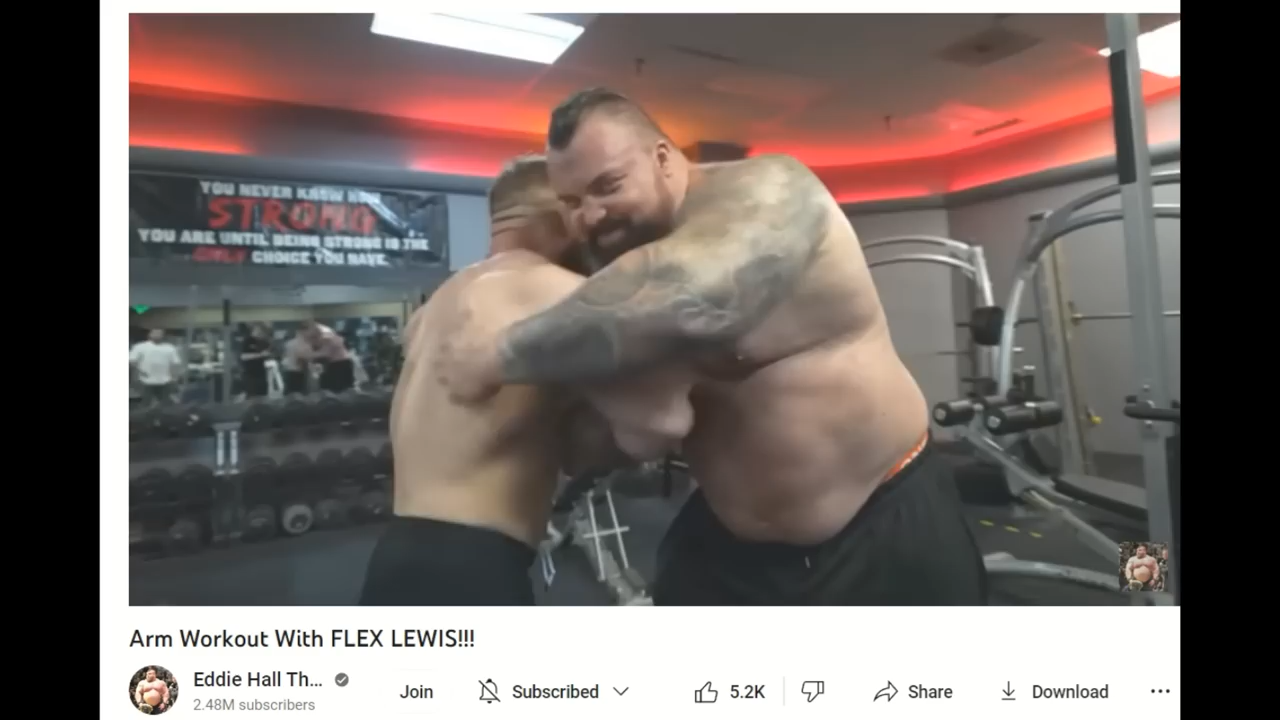 YOU NEVER KNOW HOW
STRONG
YOU ARE UNTIL BEING STRONG IS THE
ONLY CHOICE YOU HAVE.
Arm Workout With FLEX LEWIS!!!
Eddie Hall Th...
2.48M subscribers
Join
Subscribed
5.2K
Share
Download